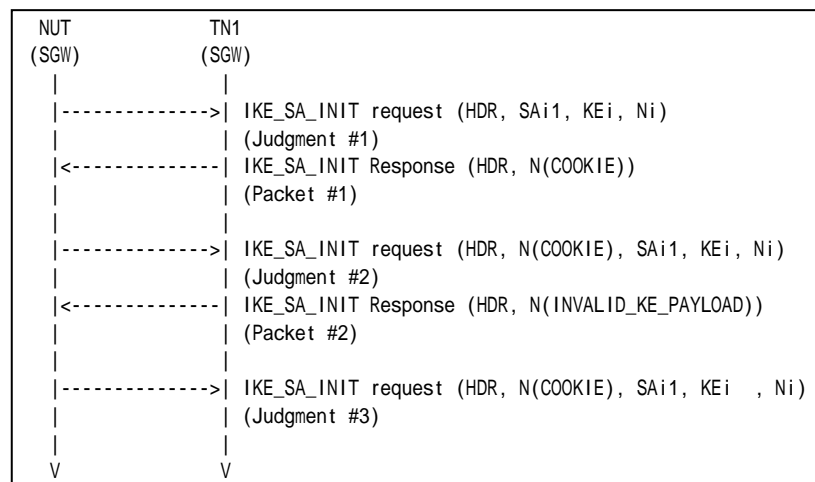 NUT TN1
(SGW) (SGW)
| |
|-------------->| IKE_SA_INIT request (HDR, SAi1, KEi, Ni)
| | (Judgment #1)
|<--------------| IKE_SA_INIT Response (HDR, N(COOKIE))
| | (Packet #1)
| |
|-------------->| IKE_SA_INIT request (HDR, N(COOKIE), SAi1, KEi, Ni)
| | (Judgment #2)
|<--------------| IKE_SA_INIT Response (HDR, N(INVALID_KE_PAYLOAD))
| | (Packet #2)
| |
|-------------->| IKE_SA_INIT request (HDR, N(COOKIE), SAi1, KEi , Ni)
| | (Judgment #3)
| |
V V